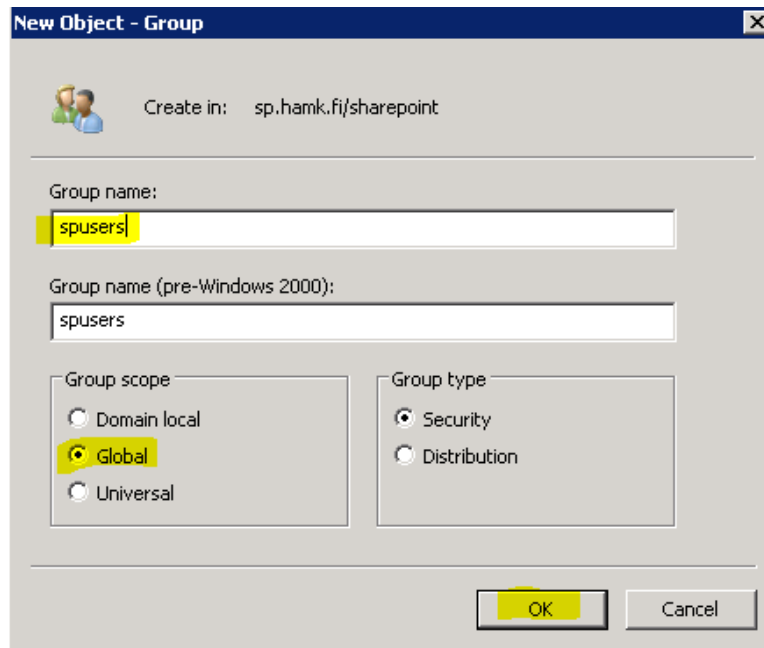 New Object - Group
Create in: sp.hamk.fi/sharepoint
Group name:
spusers
Group name (pre-Windows 2000):
spusers
Group scope
Domain local
Global
Universal
Group type
Security
Distribution
OK
Cancel